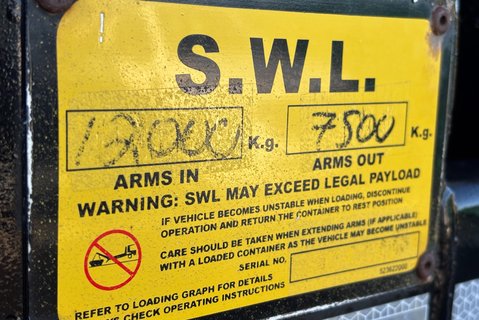 S.W.L.
12,000 Kg. 7500 Kg.
ARMS IN ARMS OUT
WARNING: SWL MAY EXCEED LEGAL PAYLOAD
IF VEHICLE BECOMES UNSTABLE WHEN LOADING, DISCONTINUE
OPERATION AND RETURN THE CONTAINER TO REST POSITION
CARE SHOULD BE TAKEN WHEN EXTENDING ARMS (IF APPLICABLE)
WITH A LOADED CONTAINER AS THE VEHICLE MAY BECOME UNSTABLE
SERIAL NO.
523622000
REFER TO LOADING GRAPH FOR DETAILS
CHECK OPERATING INSTRUCTIONS